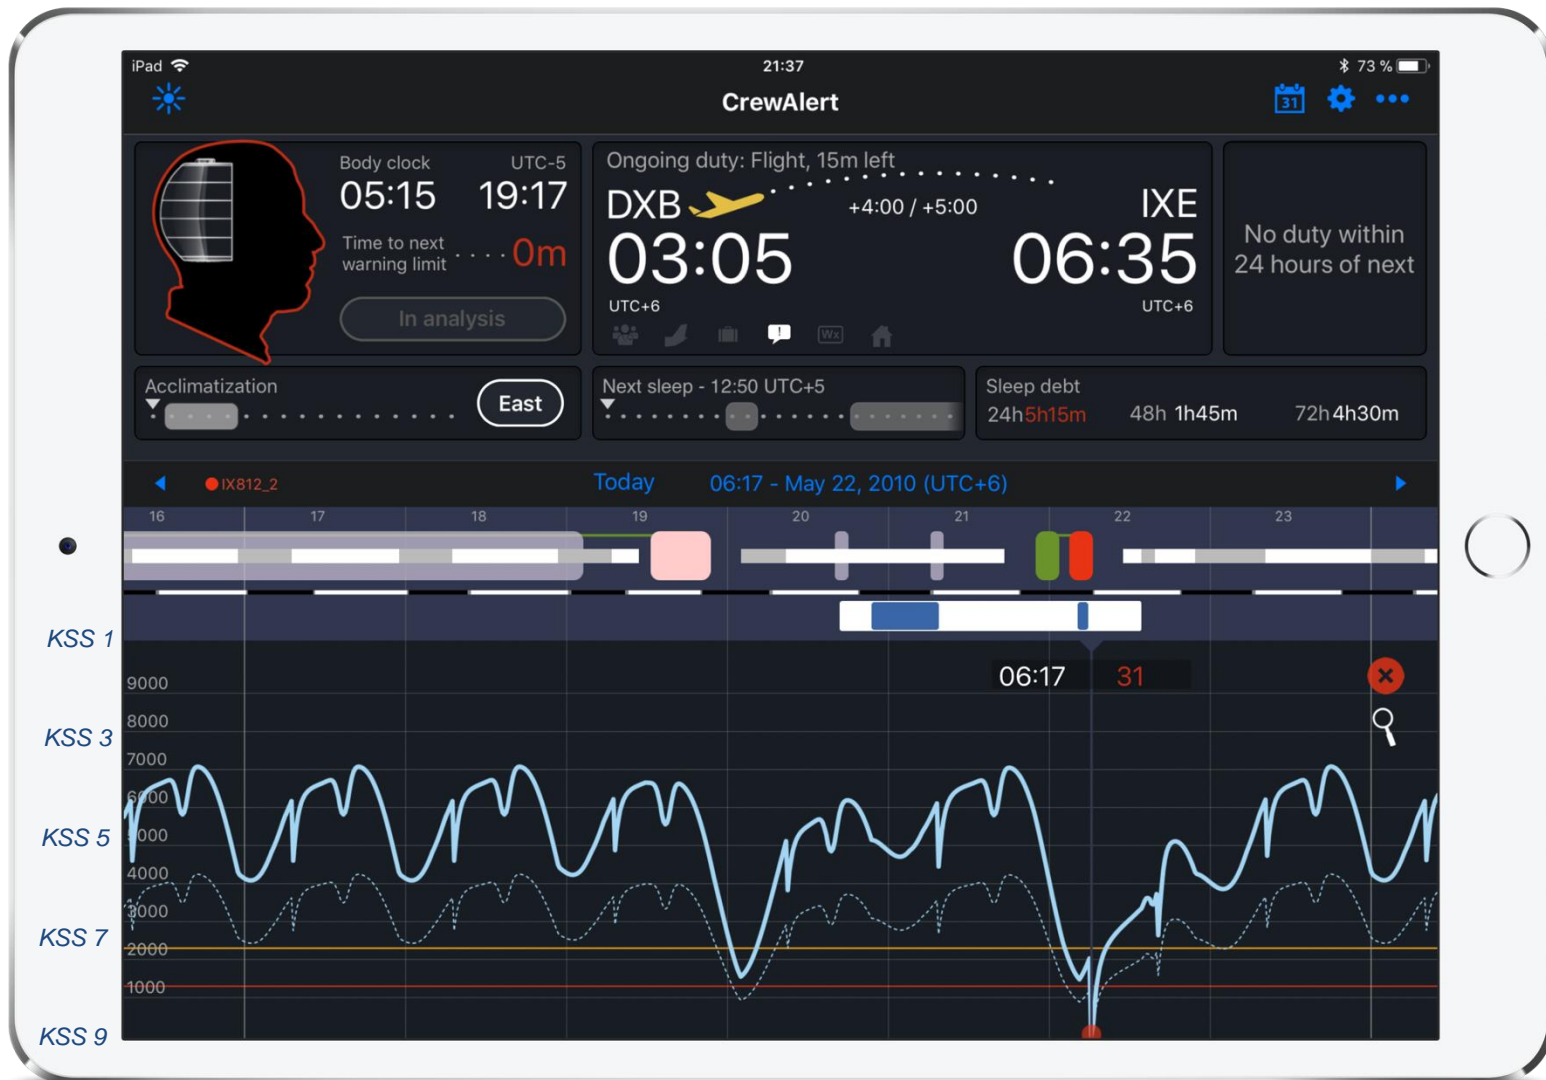 iPad 21:37 73 %
CrewAlert
31
Body clock UTC-5
05:15 19:17
Time to next
warning limit
0m
In analysis
Ongoing duty: Flight, 15m left
DXB +4:00 / +5:00 IXE
03:05 06:35
UTC+6 UTC+6
! Wx
No duty within
24 hours of next
Acclimatization
East
Next sleep - 12:50 UTC+5
Sleep debt
24h 5h15m 48h 1h45m 72h 4h30m
IX812_2 Today 06:17 - May 22, 2010 (UTC+6)
16 17 18 19 20 21 22 23
KSS 1
06:17 31
9000
8000
KSS 3
7000
6000
KSS 5
5000
4000
3000
KSS 7
2000
1000
KSS 9